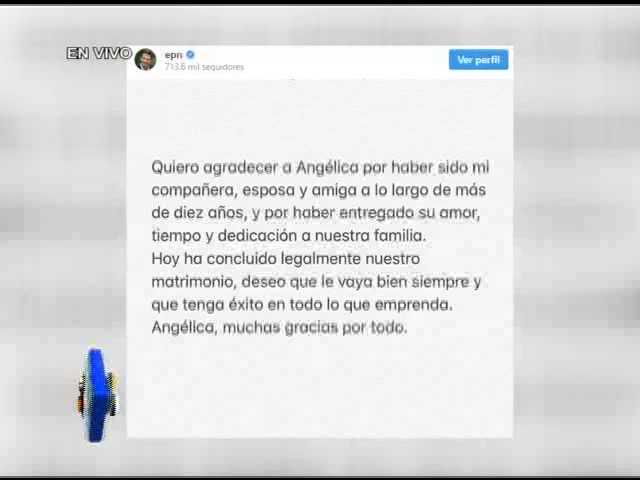 EN VIVO
epn
713.6 mil seguidores
Ver perfil
Quiero agradecer a Angélica por haber sido mi
compañera, esposa y amiga a lo largo de más
de diez años, y por haber entregado su amor,
tiempo y dedicación a nuestra familia.
Hoy ha concluido legalmente nuestro
matrimonio, deseo que le vaya bien siempre y
que tenga éxito en todo lo que emprenda.
Angélica, muchas gracias por todo.